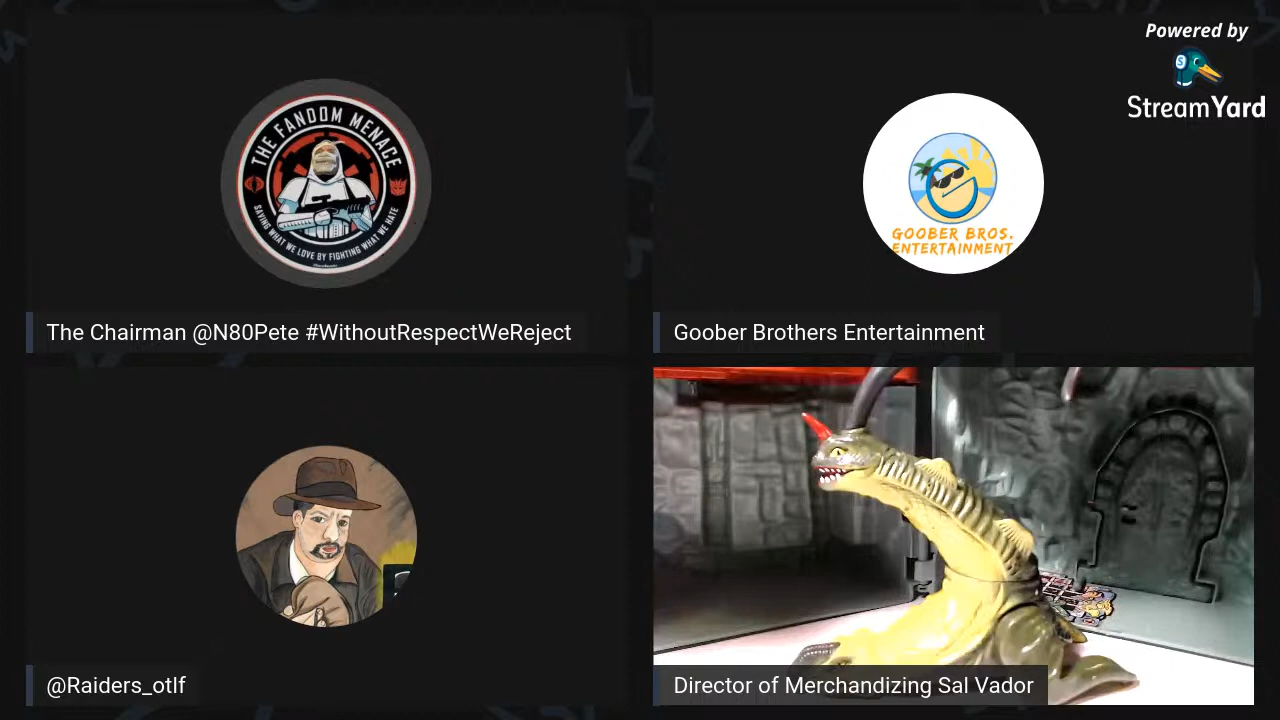 Powered by
StreamYard
THE FANDOM MENACE
SAVING WHAT WE LOVE BY FIGHTING WHAT WE HATE
The Chairman @N80Pete #WithoutRespectWeReject
GOOBER BROS.
ENTERTAINMENT
Goober Brothers Entertainment
@Raiders_otlf
Director of Merchandizing Sal Vador